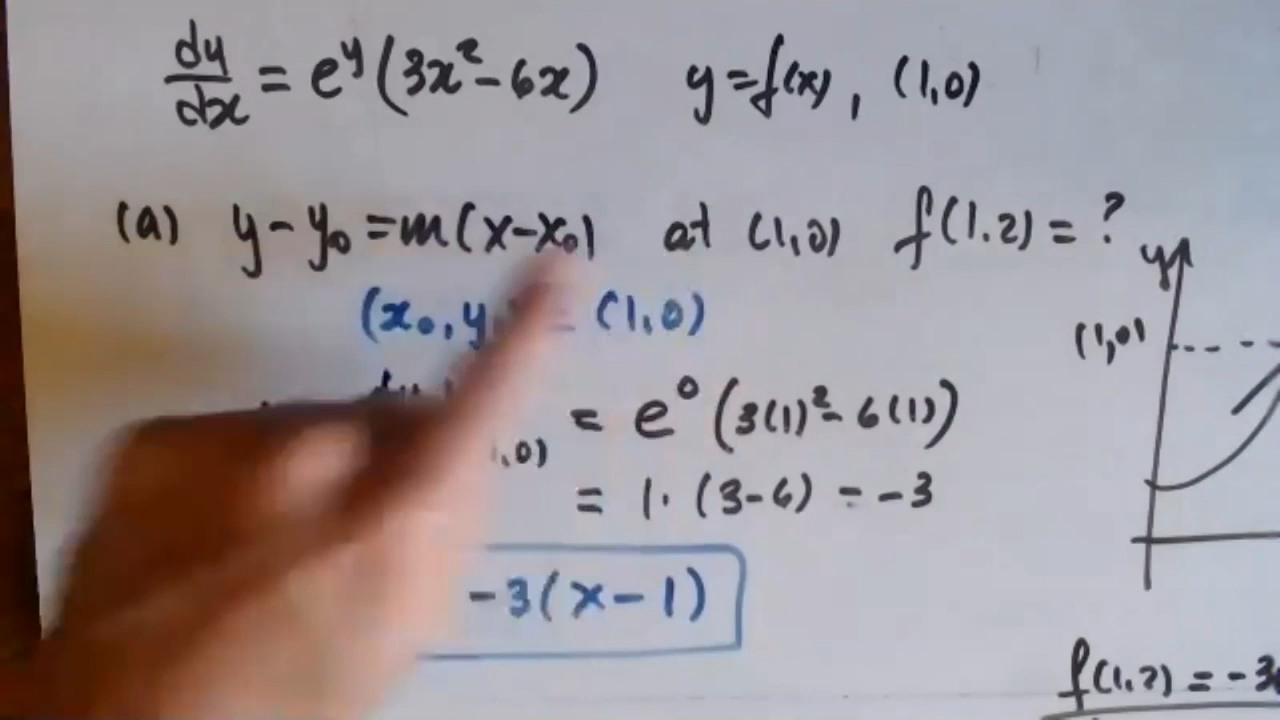 dy/dx = e^y (3x² - 6x) y = f(x), (1,0)
(a) y - y₀ = m(x - x₀) at (1,0) f(1.2) = ?
(x₀, y = (1,0)
y
(1,0)
,0) = e⁰ (3(1)² - 6(1))
= 1 · (3-6) = -3
-3(x-1)
f(1.2) = -3